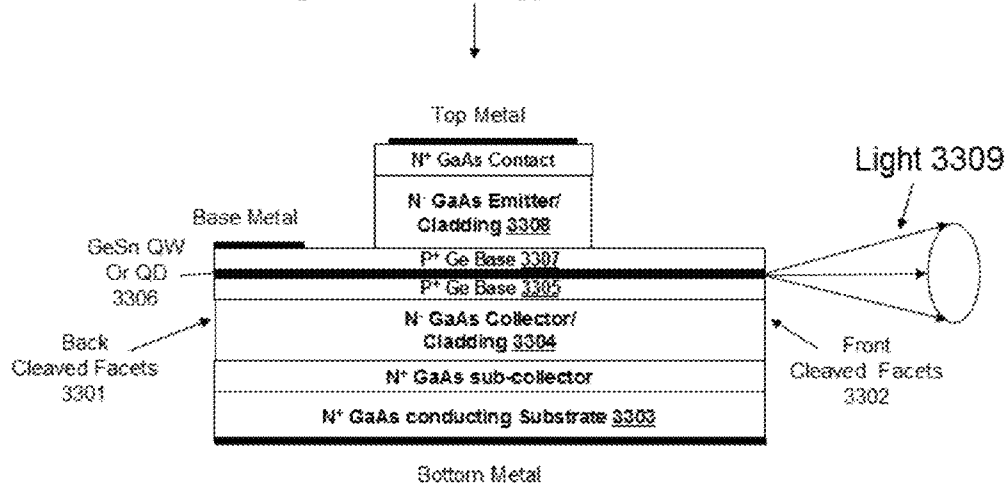 Top Metal
N⁺ GaAs Contact
Light 3309
N⁻ GaAs Emitter/
Cladding 3308
Base Metal
GeSn QW
Or QD
3306
P⁺ Ge Base 3307
P⁺ Ge Base 3305
N⁻ GaAs Collector/
Cladding 3304
Back
Cleaved Facets
3301
Front
Cleaved Facets
3302
N⁺ GaAs sub-collector
N⁺ GaAs conducting Substrate 3303
Bottom Metal